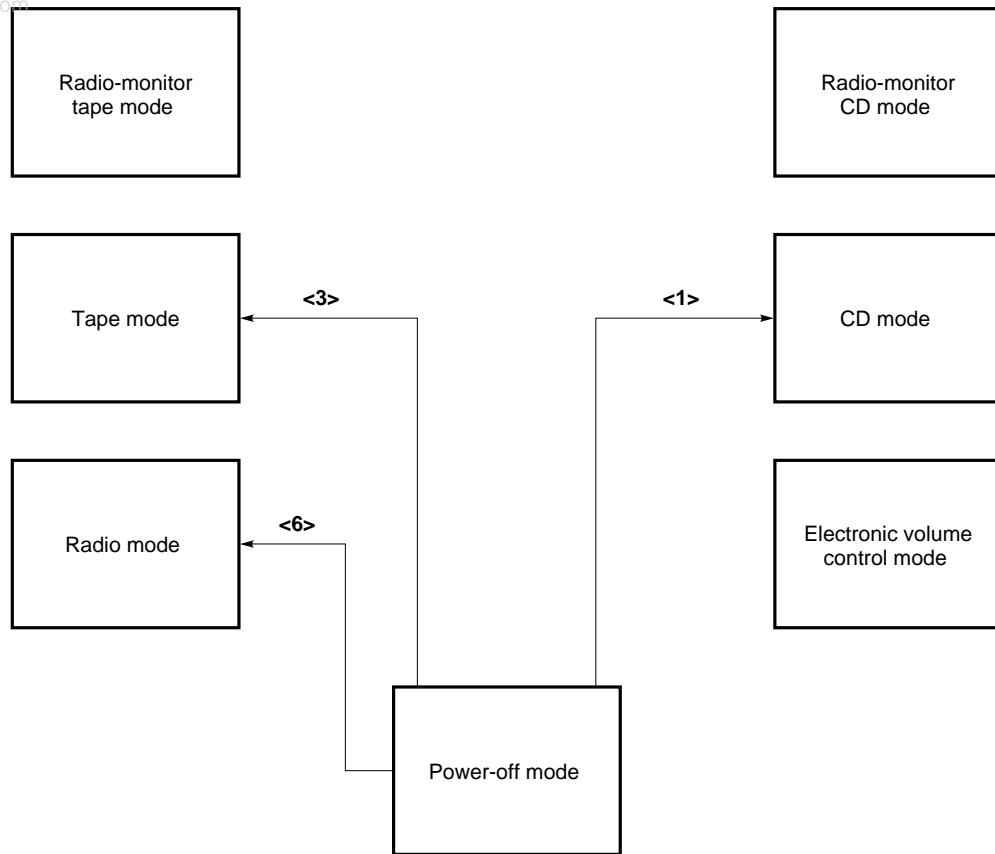 om
Radio-monitor
tape mode
Radio-monitor
CD mode
Tape mode
<3>
<1>
CD mode
Radio mode
<6>
Electronic volume
control mode
Power-off mode